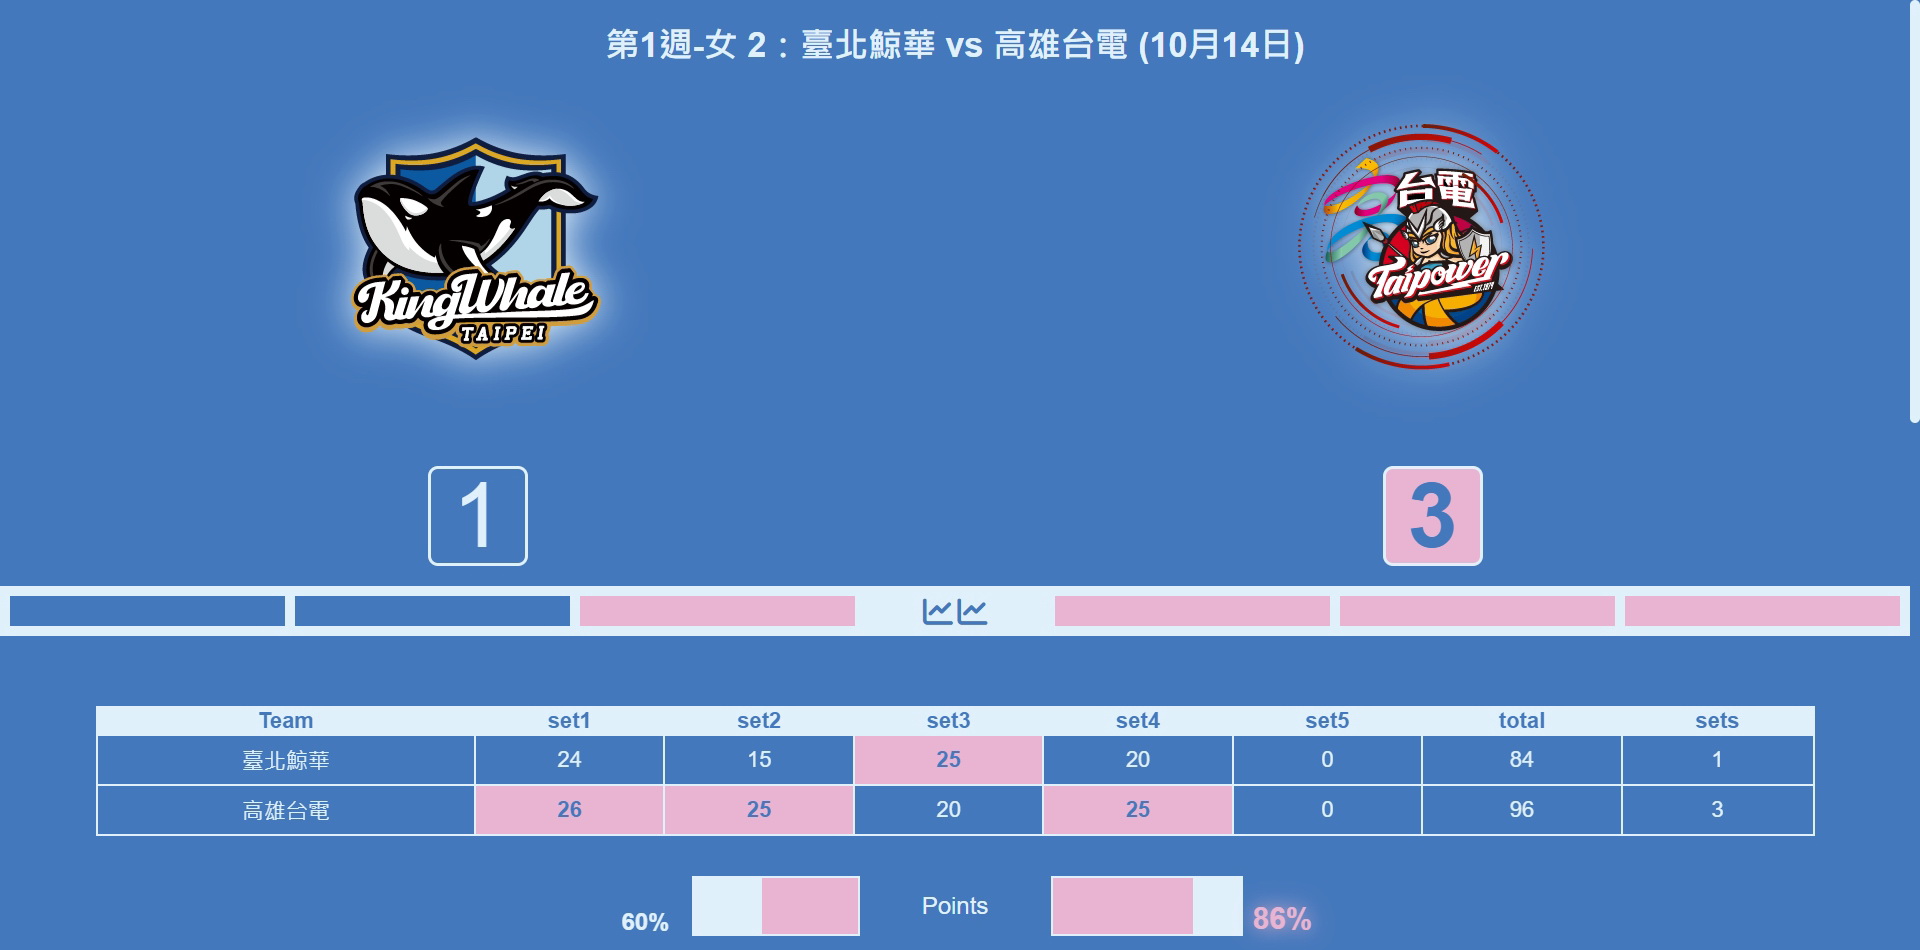 第1週-女 2：臺北鯨華 vs 高雄台電 (10月14日)
KingWhale
TAIPEI
台電
Taipower
EST.1974
1
3
Team set1 set2 set3 set4 set5 total sets
臺北鯨華 24 15 25 20 0 84 1
高雄台電 26 25 20 25 0 96 3
60% Points 86%